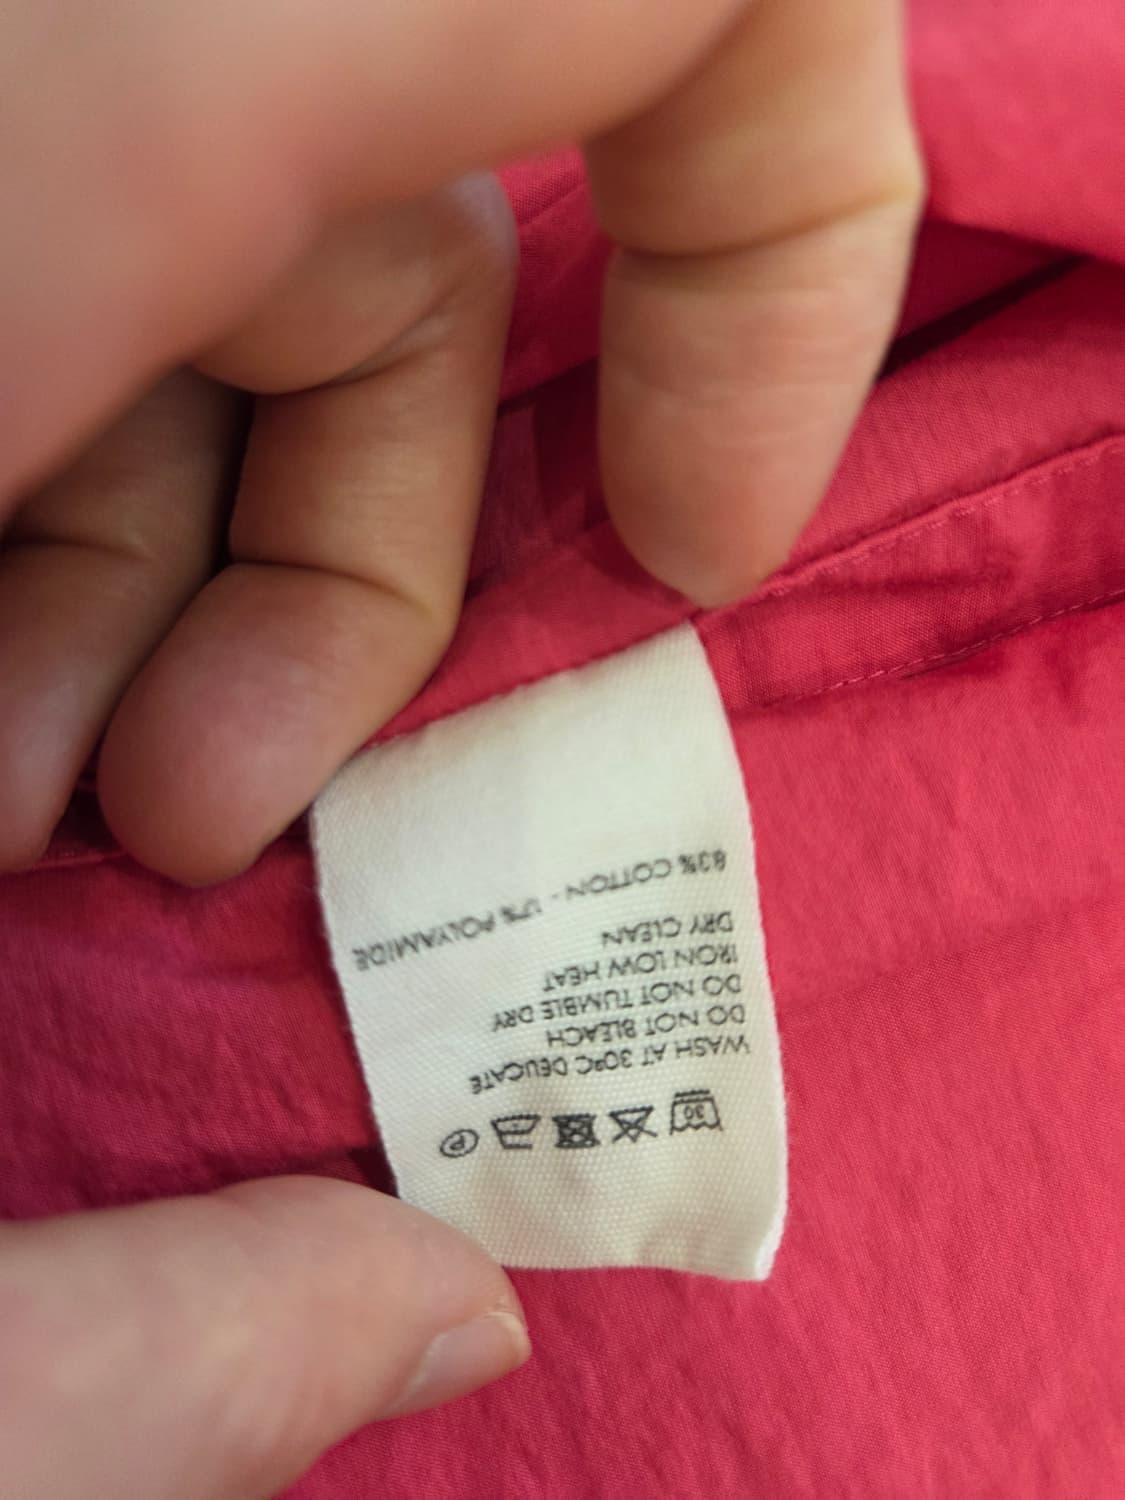 83% COTTON - 17% POLYAMIDE
DRY CLEAN
IRON LOW HEAT
DO NOT TUMBLE DRY
DO NOT BLEACH
WASH AT 30ºC DELICATE
30 P